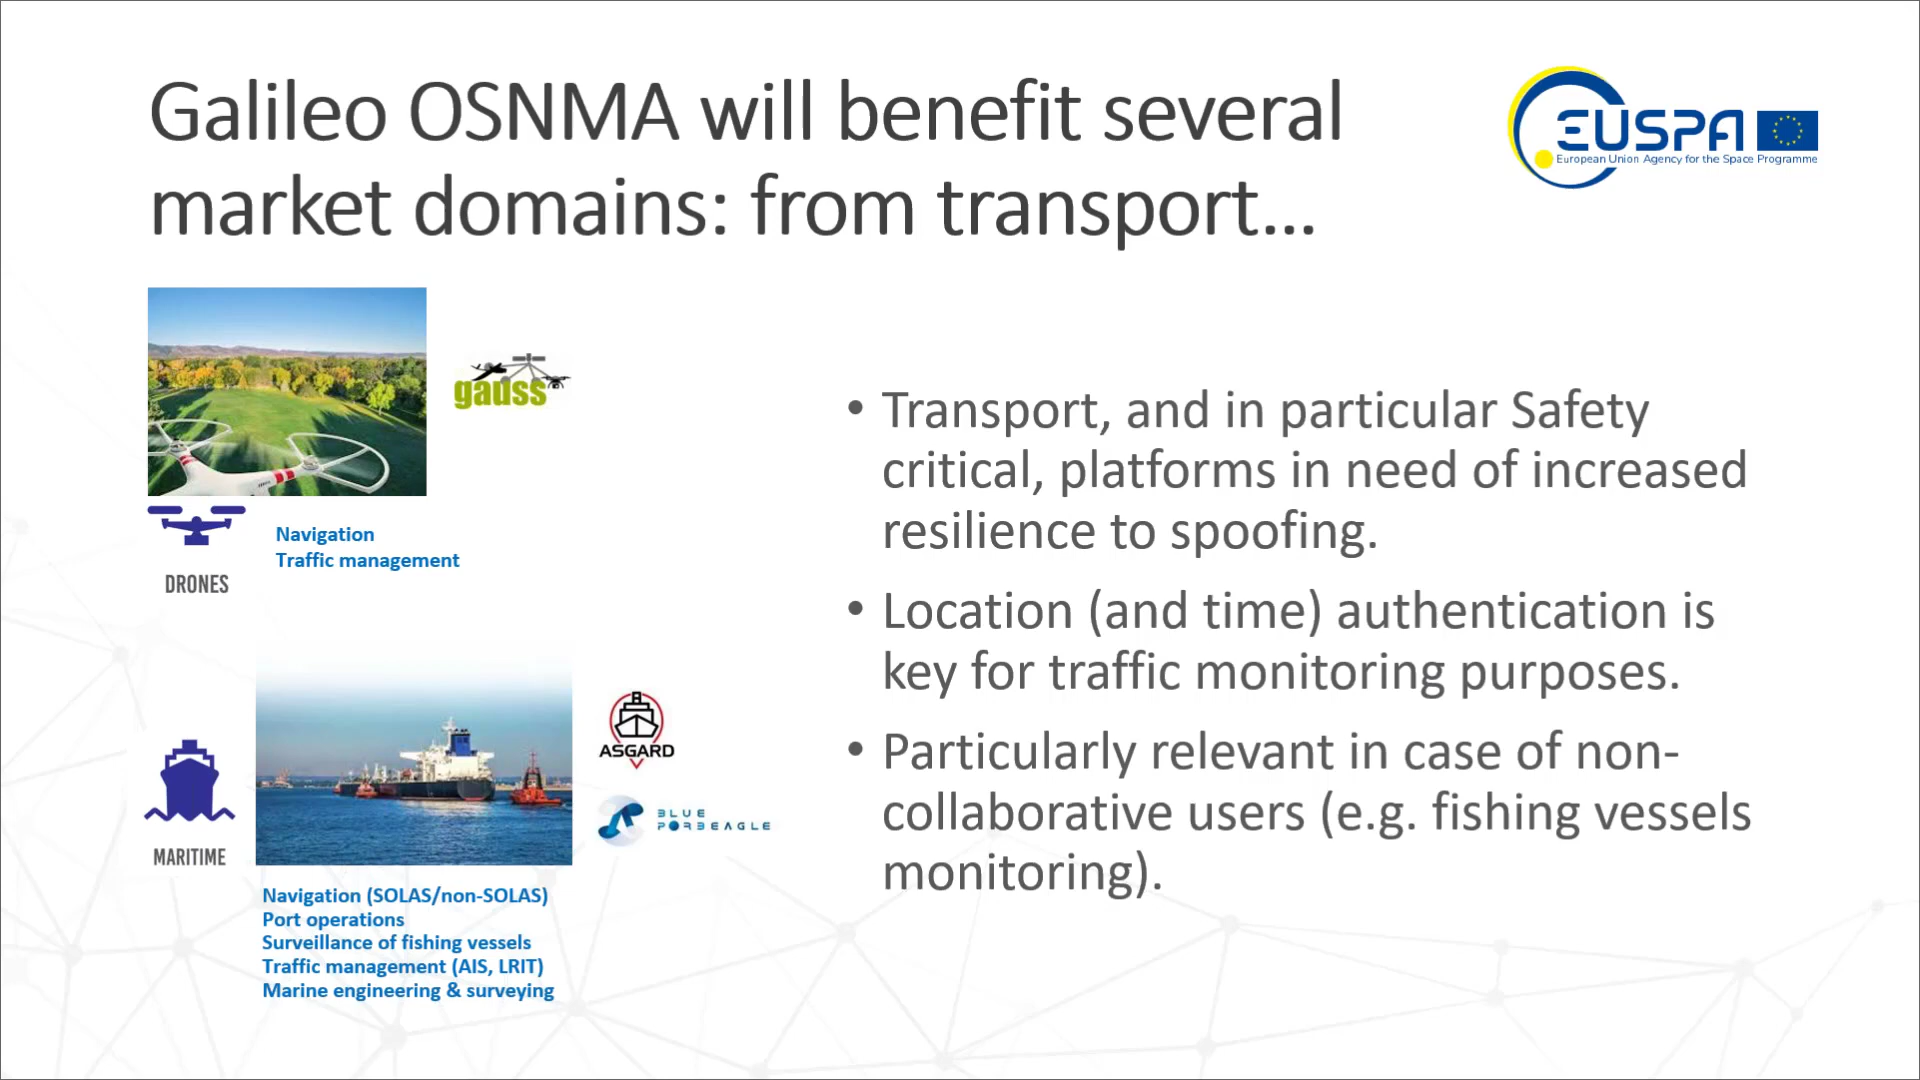 Galileo OSNMA will benefit several
market domains: from transport...
EUSPA
European Union Agency for the Space Programme
gauss
Navigation
Traffic management
DRONES
ASGARD
BLUE
PORBEAGLE
MARITIME
Navigation (SOLAS/non-SOLAS)
Port operations
Surveillance of fishing vessels
Traffic management (AIS, LRIT)
Marine engineering & surveying
• Transport, and in particular Safety
critical, platforms in need of increased
resilience to spoofing.
• Location (and time) authentication is
key for traffic monitoring purposes.
• Particularly relevant in case of non-
collaborative users (e.g. fishing vessels
monitoring).